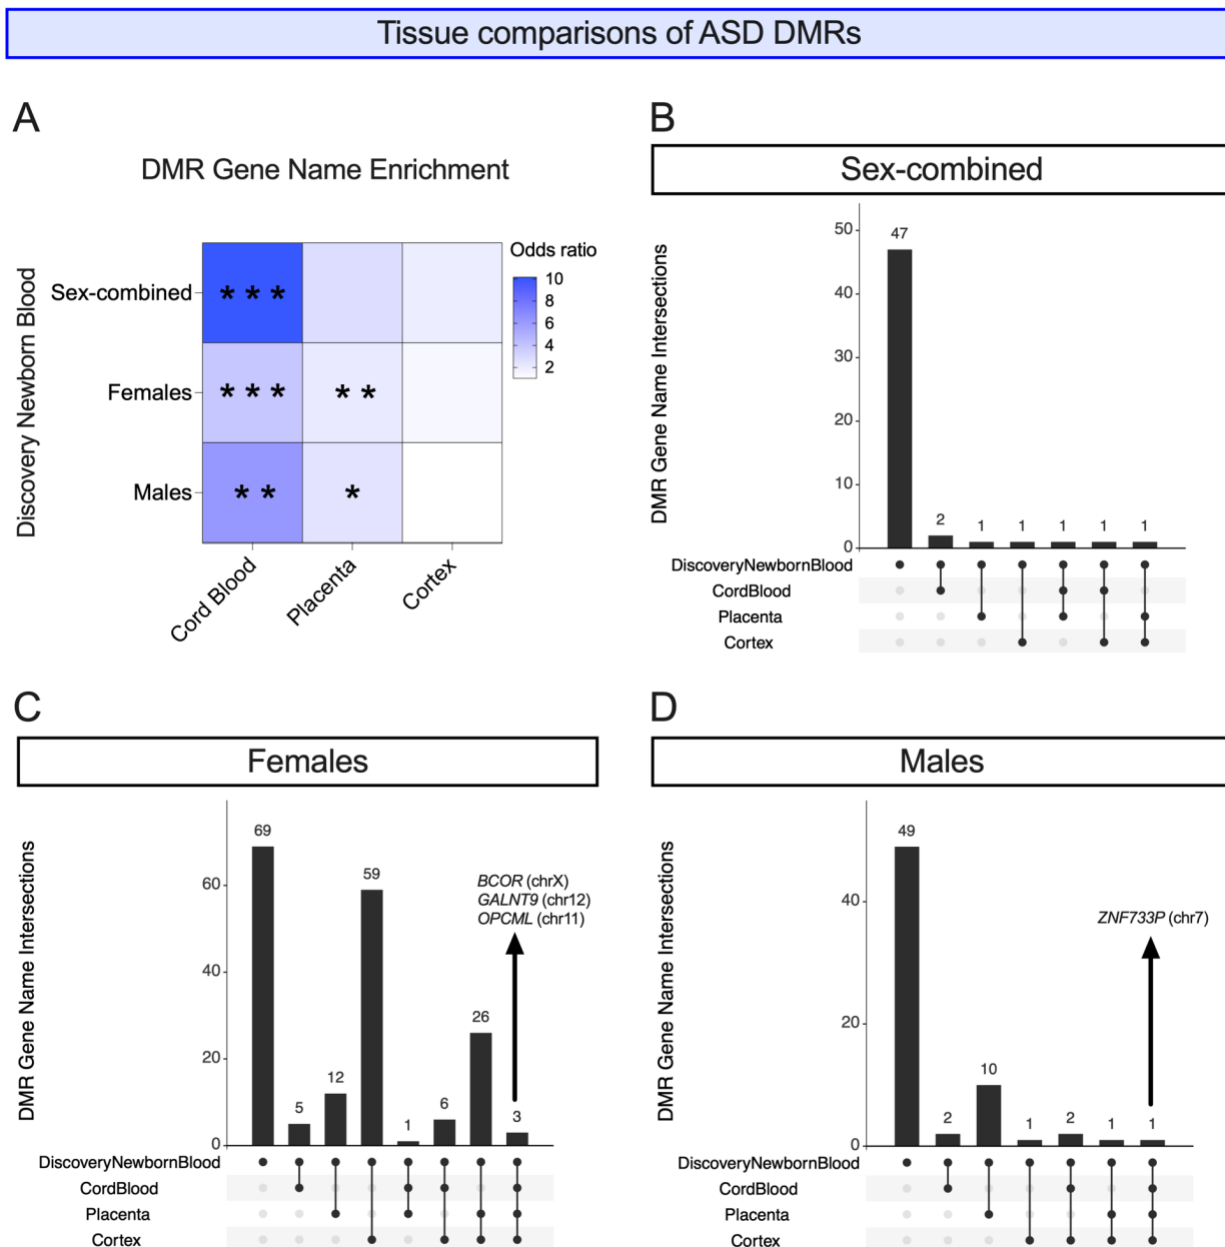 Tissue comparisons of ASD DMRs
A
DMR Gene Name Enrichment
Discovery Newborn Blood
Sex-combined
Females
Males
* * *
* * *
* *
* *
*
Cord Blood
Placenta
Cortex
Odds ratio
10
8
6
4
2
B
Sex-combined
DMR Gene Name Intersections
50
40
30
20
10
0
47
2
1
1
1
1
1
DiscoveryNewbornBlood
CordBlood
Placenta
Cortex
C
Females
DMR Gene Name Intersections
60
40
20
0
69
5
12
59
1
6
26
3
BCOR (chrX)
GALNT9 (chr12)
OPCML (chr11)
DiscoveryNewbornBlood
CordBlood
Placenta
Cortex
D
Males
DMR Gene Name Intersections
40
20
0
49
2
10
1
2
1
1
ZNF733P (chr7)
DiscoveryNewbornBlood
CordBlood
Placenta
Cortex